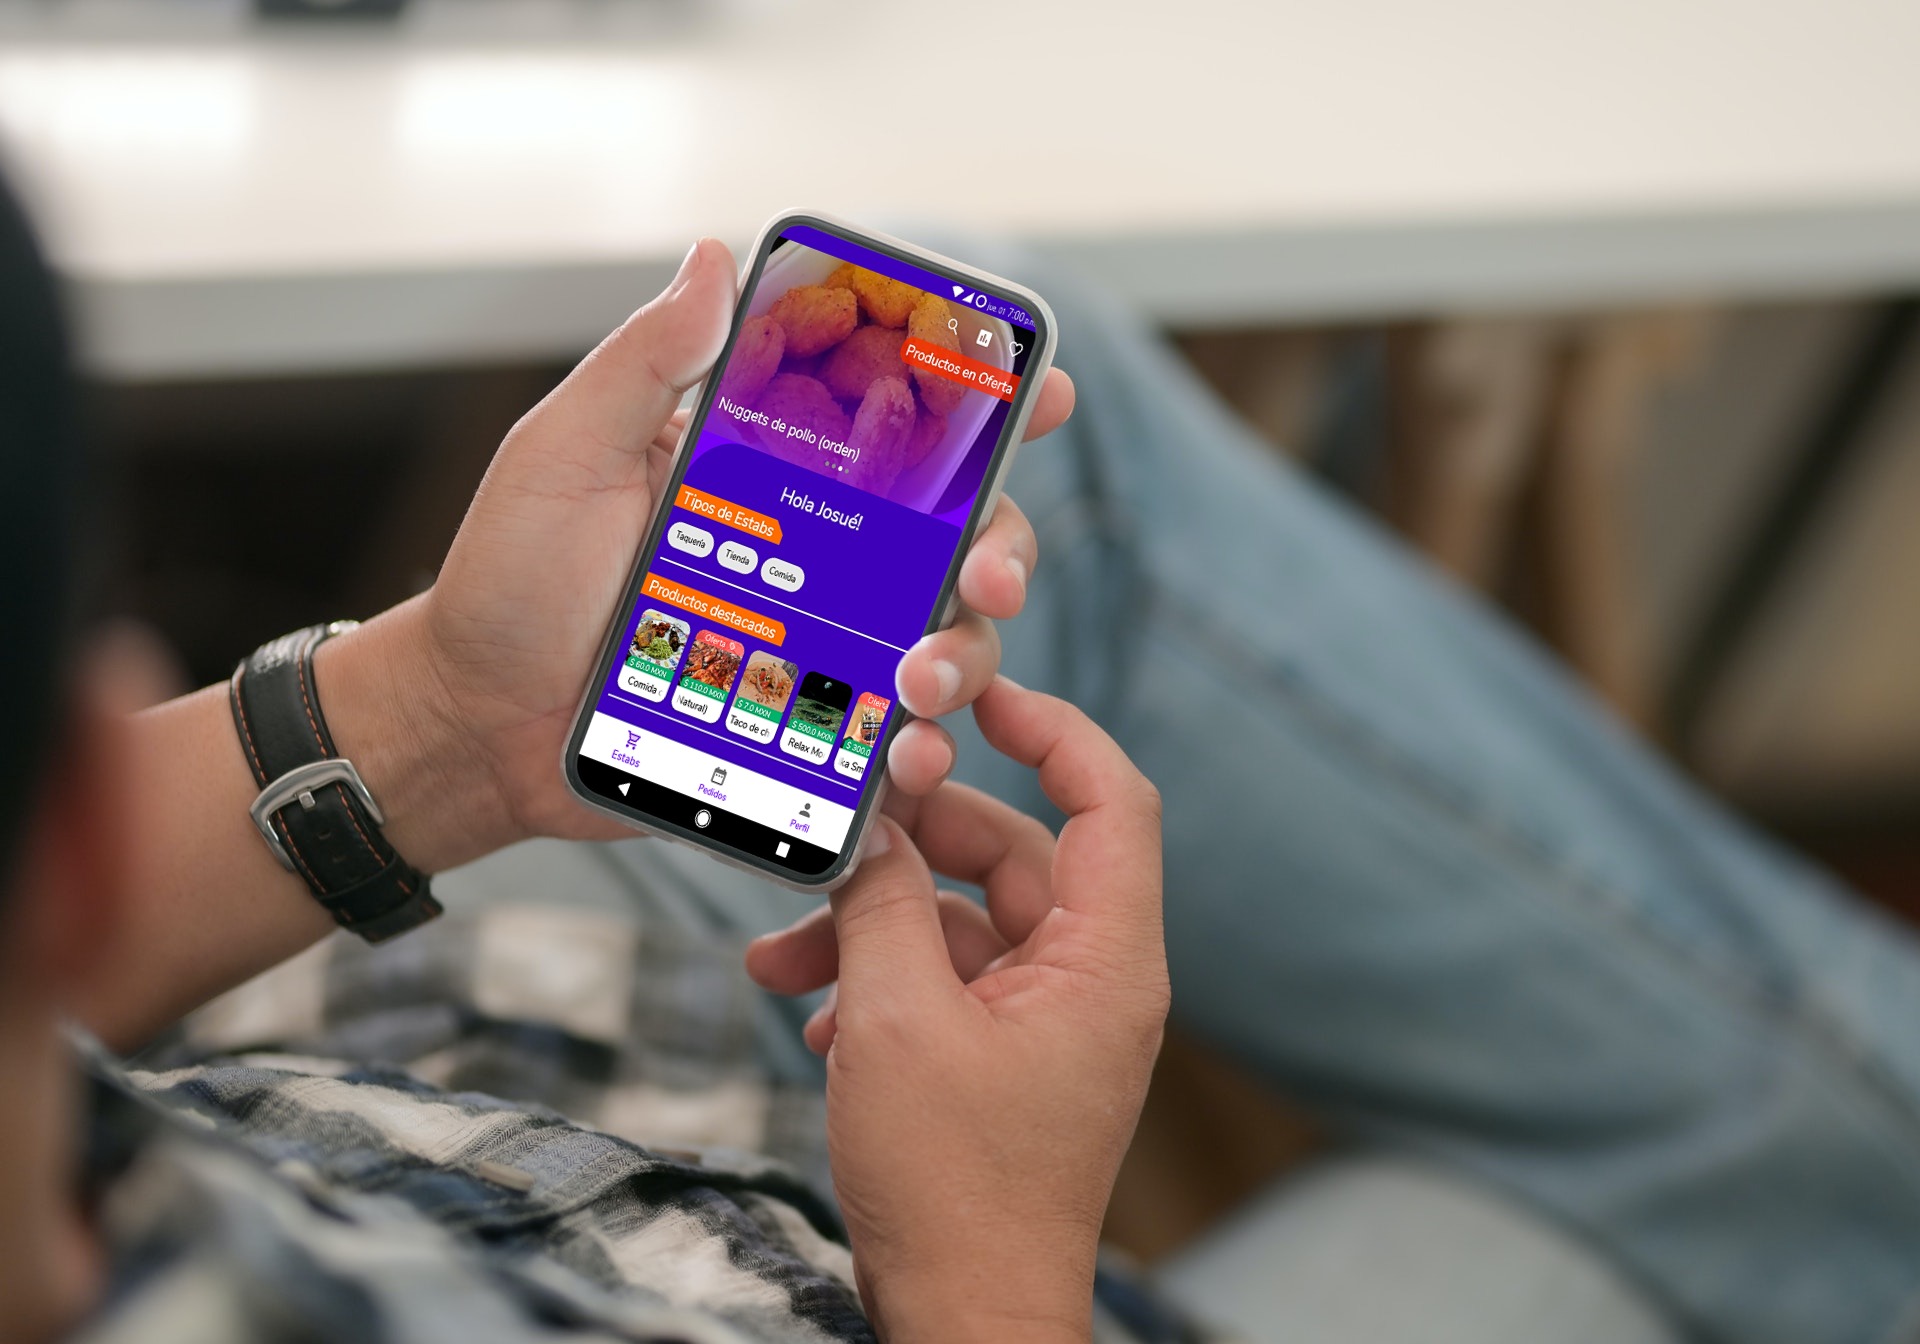 jue. 01 7:00 p.m.
Productos en Oferta
Nuggets de pollo (orden)
Hola Josué!
Tipos de Estabs
Taquería
Tienda
Comida
Productos destacados
Oferta
Oferta
$ 60.0 MXN
$ 110.0 MXN
$ 7.0 MXN
$ 500.0 MXN
$ 300.0
Comida
Natural)
Taco de ch
Relax Mo
ka Sm
Estabs
Pedidos
Perfil